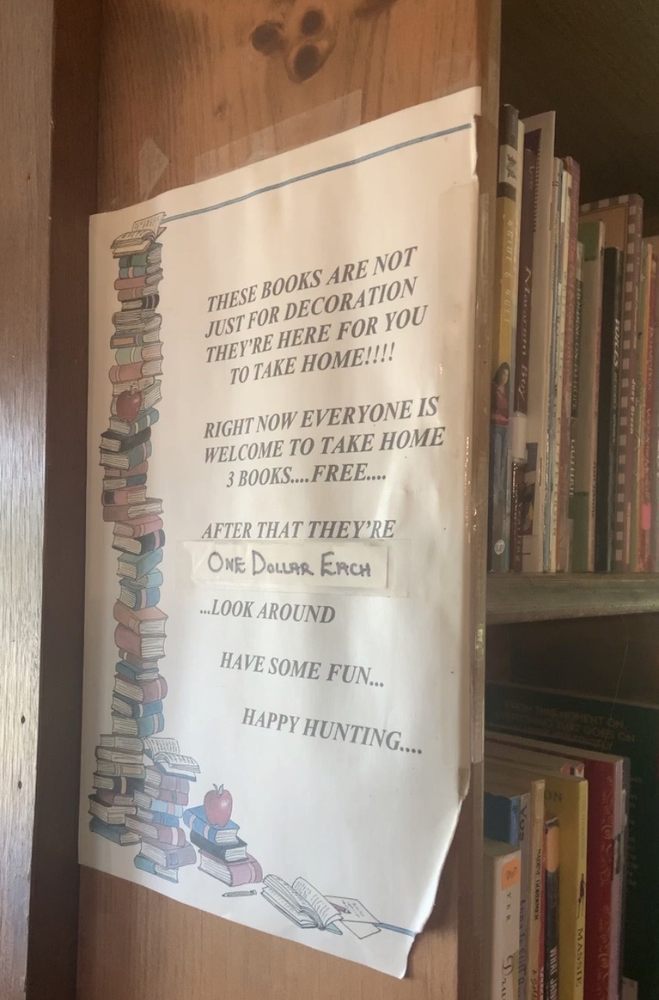 THESE BOOKS ARE NOT
JUST FOR DECORATION
THEY'RE HERE FOR YOU
TO TAKE HOME!!!!
RIGHT NOW EVERYONE IS
WELCOME TO TAKE HOME
3 BOOKS....FREE....
AFTER THAT THEY'RE
ONE DOLLAR EACH
...LOOK AROUND
HAVE SOME FUN...
HAPPY HUNTING....